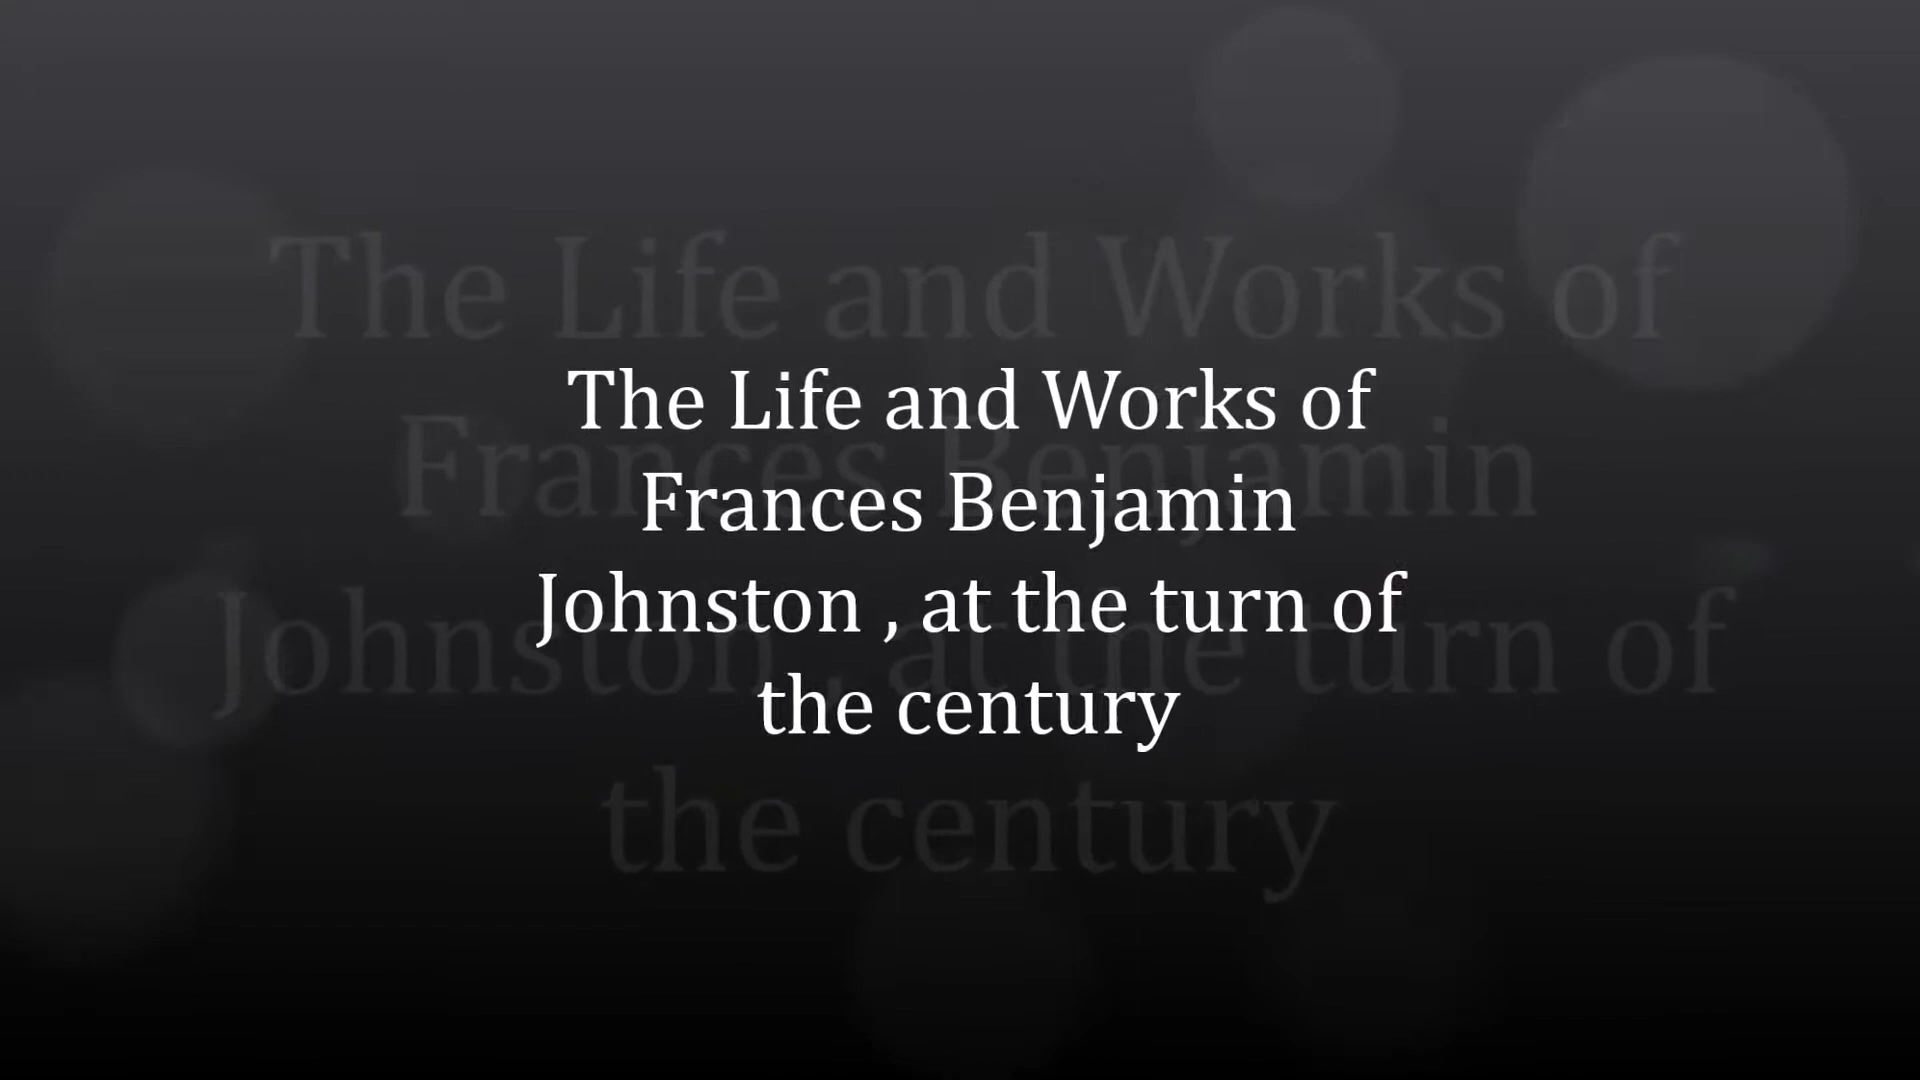 The Life and Works of
Frances Benjamin
Johnston , at the turn of
the century